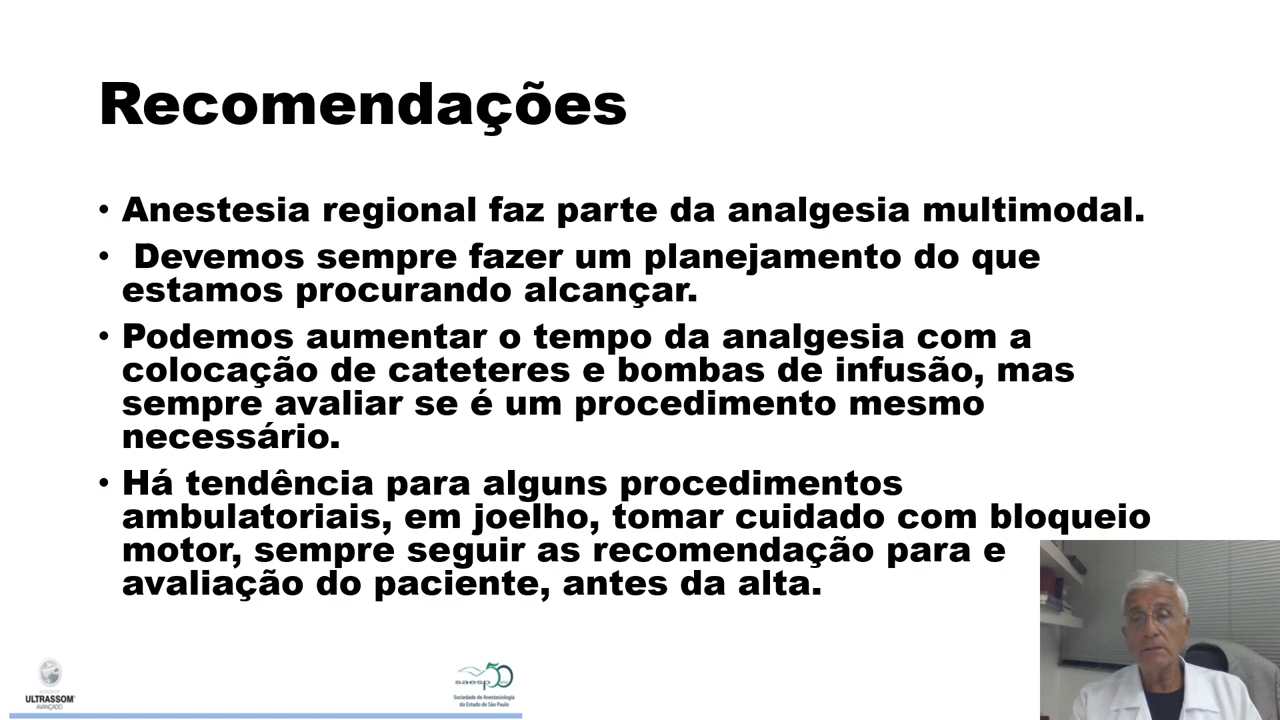 Recomendações
• Anestesia regional faz parte da analgesia multimodal.
• Devemos sempre fazer um planejamento do que
estamos procurando alcançar.
• Podemos aumentar o tempo da analgesia com a
colocação de cateteres e bombas de infusão, mas
sempre avaliar se é um procedimento mesmo
necessário.
• Há tendência para alguns procedimentos
ambulatoriais, em joelho, tomar cuidado com bloqueio
motor, sempre seguir as recomendação para e
avaliação do paciente, antes da alta.
ULTRASSOM
AVANÇADO
saesp 50
Sociedade de Anestesiologia
do Estado de São Paulo